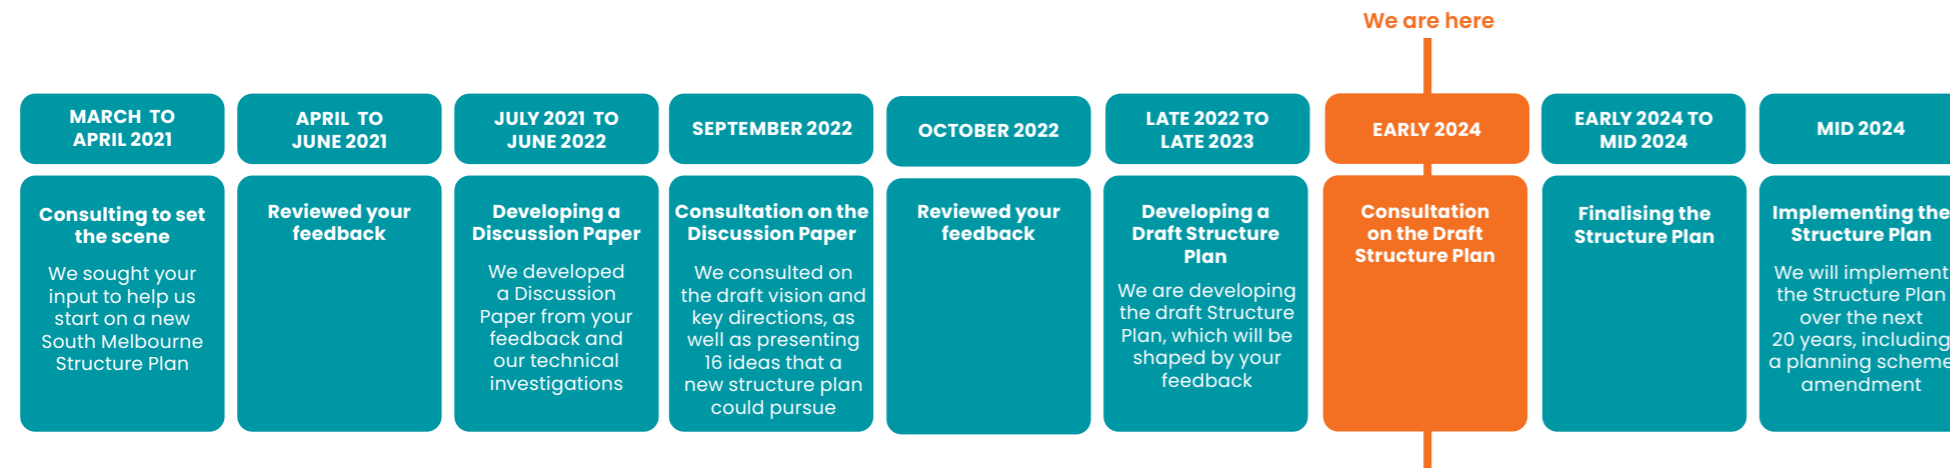 We are here
MARCH TO
APRIL 2021
APRIL TO
JUNE 2021
JULY 2021 TO
JUNE 2022
SEPTEMBER 2022
OCTOBER 2022
LATE 2022 TO
LATE 2023
EARLY 2024
EARLY 2024 TO
MID 2024
MID 2024
Consulting to set
the scene
We sought your
input to help us
start on a new
South Melbourne
Structure Plan
Reviewed your
feedback
Developing a
Discussion Paper
We developed
a Discussion
Paper from your
feedback and
our technical
investigations
Consultation on the
Discussion Paper
We consulted on
the draft vision and
key directions, as
well as presenting
16 ideas that a
new structure plan
could pursue
Reviewed your
feedback
Developing a
Draft Structure
Plan
We are developing
the draft Structure
Plan, which will be
shaped by your
feedback
Consultation
on the Draft
Structure Plan
Finalising the
Structure Plan
Implementing the
Structure Plan
We will implement
the Structure Plan
over the next
20 years, including
a planning scheme
amendment